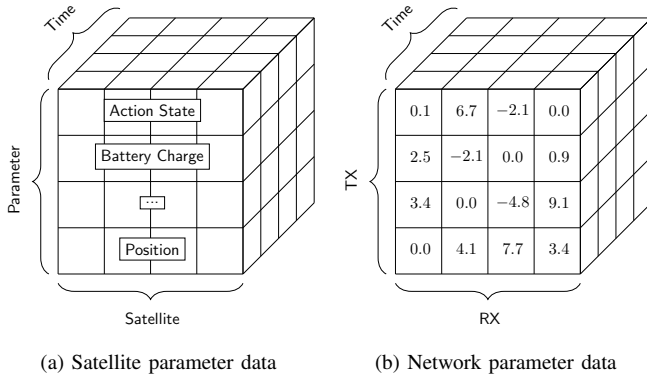 Time
Parameter
Action State
Battery Charge
...
Position
Satellite
(a) Satellite parameter data
Time
TX
0.1 6.7 −2.1 0.0
2.5 −2.1 0.0 0.9
3.4 0.0 −4.8 9.1
0.0 4.1 7.7 3.4
RX
(b) Network parameter data